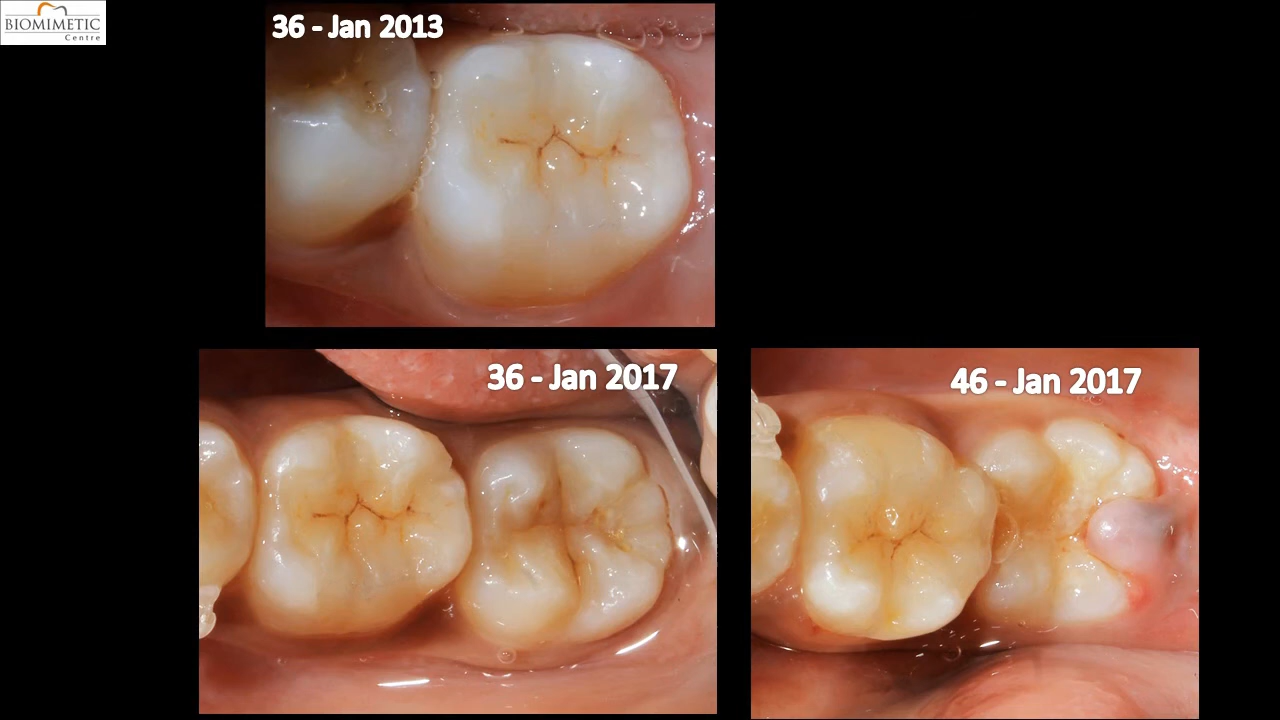 BIOMIMETIC
Centre
36 - Jan 2013
36 - Jan 2017
46 - Jan 2017